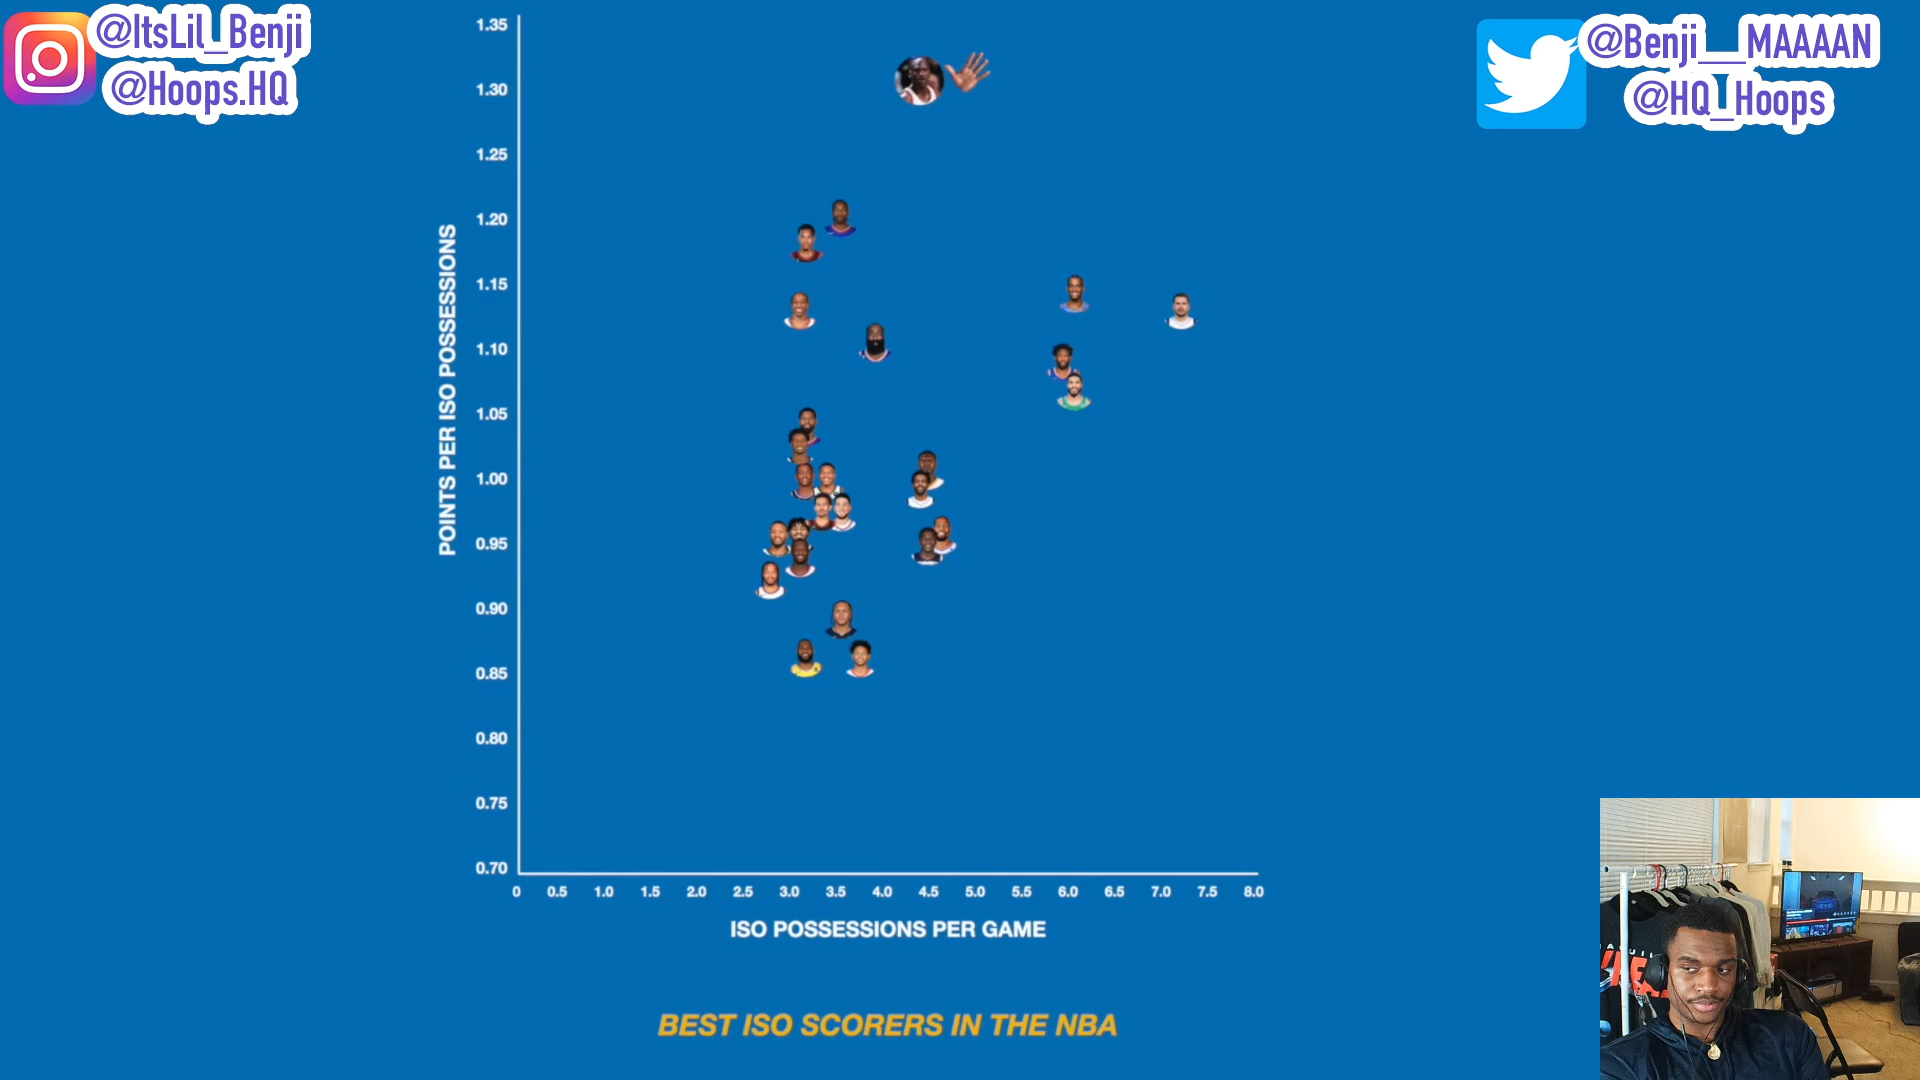 @ItsLil_Benji
@Hoops.HQ
@Benji__MAAAAN
@HQ_Hoops
POINTS PER ISO POSSESSIONS
1.35
1.30
1.25
1.20
1.15
1.10
1.05
1.00
0.95
0.90
0.85
0.80
0.75
0.70
0 0.5 1.0 1.5 2.0 2.5 3.0 3.5 4.0 4.5 5.0 5.5 6.0 6.5 7.0 7.5 8.0
ISO POSSESSIONS PER GAME
BEST ISO SCORERS IN THE NBA